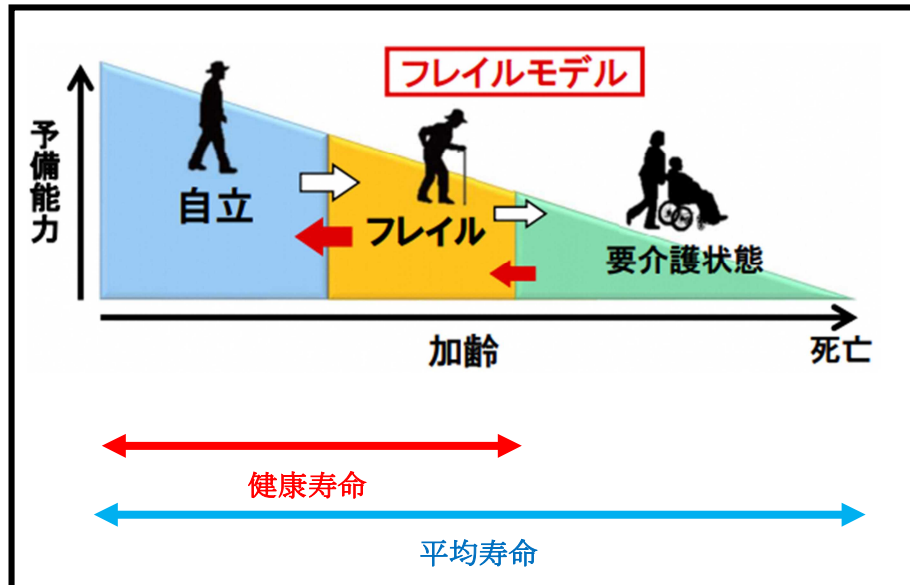 フレイルモデル
予備能力
自立
フレイル
要介護状態
加齢
死亡
健康寿命
平均寿命